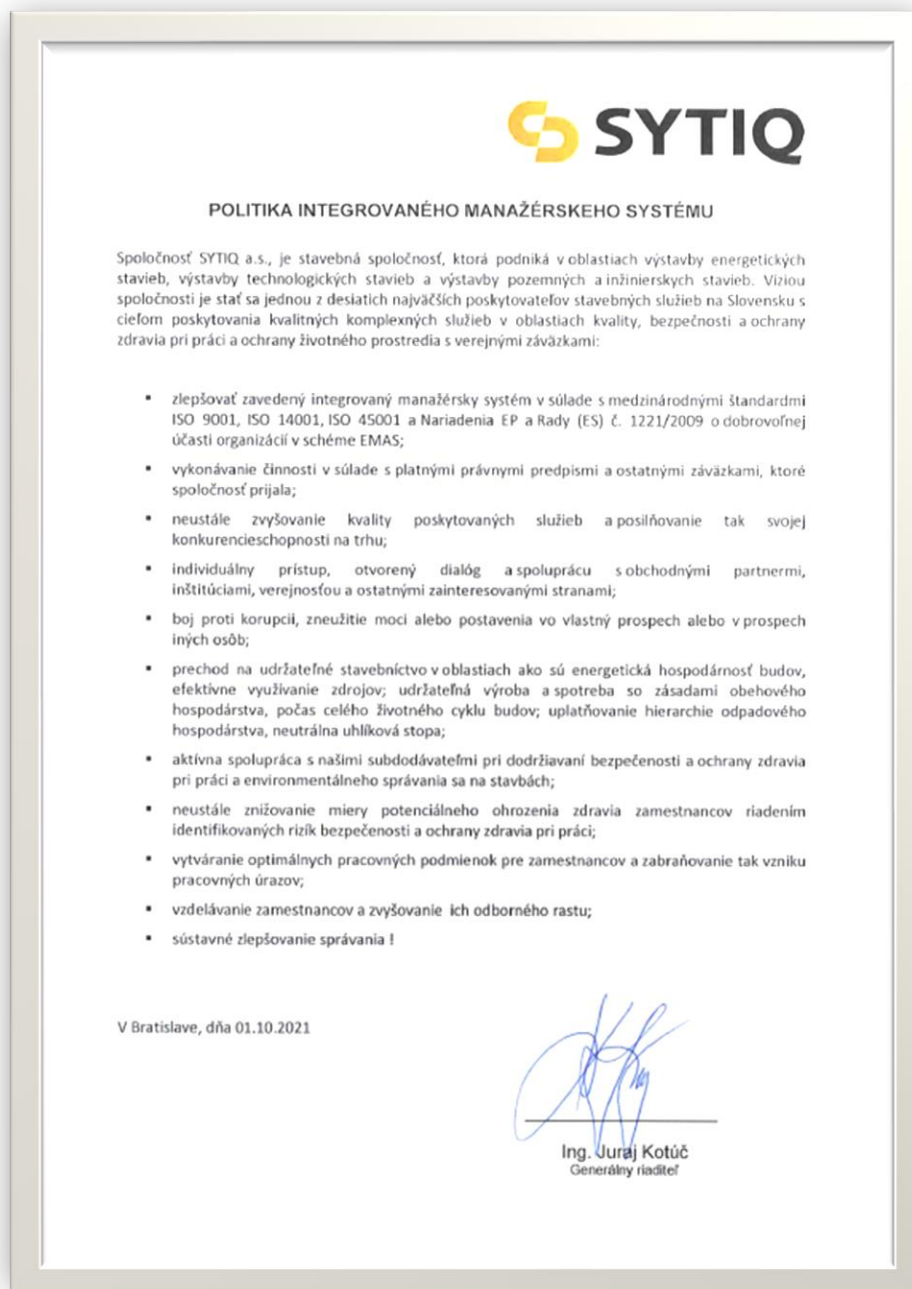 SYTIQ
POLITIKA INTEGROVANÉHO MANAŽÉRSKEHO SYSTÉMU
Spoločnosť SYTIQ a.s., je stavebná spoločnosť, ktorá podniká v oblastiach výstavby energetických
stavieb, výstavby technologických stavieb a výstavby pozemných a inžinierskych stavieb. Víziou
spoločnosti je stať sa jednou z desiatich najväčších poskytovateľov stavebných služieb na Slovensku s
cieľom poskytovania kvalitných komplexných služieb v oblastiach kvality, bezpečnosti a ochrany
zdravia pri práci a ochrany životného prostredia s verejnými záväzkami:
▪ zlepšovať zavedený integrovaný manažérsky systém v súlade s medzinárodnými štandardmi
ISO 9001, ISO 14001, ISO 45001 a Nariadenia EP a Rady (ES) č. 1221/2009 o dobrovoľnej
účasti organizácií v schéme EMAS;
▪ vykonávanie činnosti v súlade s platnými právnymi predpismi a ostatnými záväzkami, ktoré
spoločnosť prijala;
▪ neustále zvyšovanie kvality poskytovaných služieb a posilňovanie tak svojej
konkurencieschopnosti na trhu;
▪ individuálny prístup, otvorený dialóg a spoluprácu s obchodnými partnermi,
inštitúciami, verejnosťou a ostatnými zainteresovanými stranami;
▪ boj proti korupcii, zneužitie moci alebo postavenia vo vlastný prospech alebo v prospech
iných osôb;
▪ prechod na udržateľné stavebníctvo v oblastiach ako sú energetická hospodárnosť budov,
efektívne využívanie zdrojov; udržateľná výroba a spotreba so zásadami obehového
hospodárstva, počas celého životného cyklu budov; uplatňovanie hierarchie odpadového
hospodárstva, neutrálna uhlíková stopa;
▪ aktívna spolupráca s našimi subdodávateľmi pri dodržiavaní bezpečenosti a ochrany zdravia
pri práci a environmentálneho správania sa na stavbách;
▪ neustále znižovanie miery potenciálneho ohrozenia zdravia zamestnancov riadením
identifikovaných rizík bezpečenosti a ochrany zdravia pri práci;
▪ vytváranie optimálnych pracovných podmienok pre zamestnancov a zabraňovanie tak vzniku
pracovných úrazov;
▪ vzdelávanie zamestnancov a zvyšovanie ich odborného rastu;
▪ sústavné zlepšovanie správania !
V Bratislave, dňa 01.10.2021
Ing. Juraj Kotúč
Generálny riaditeľ